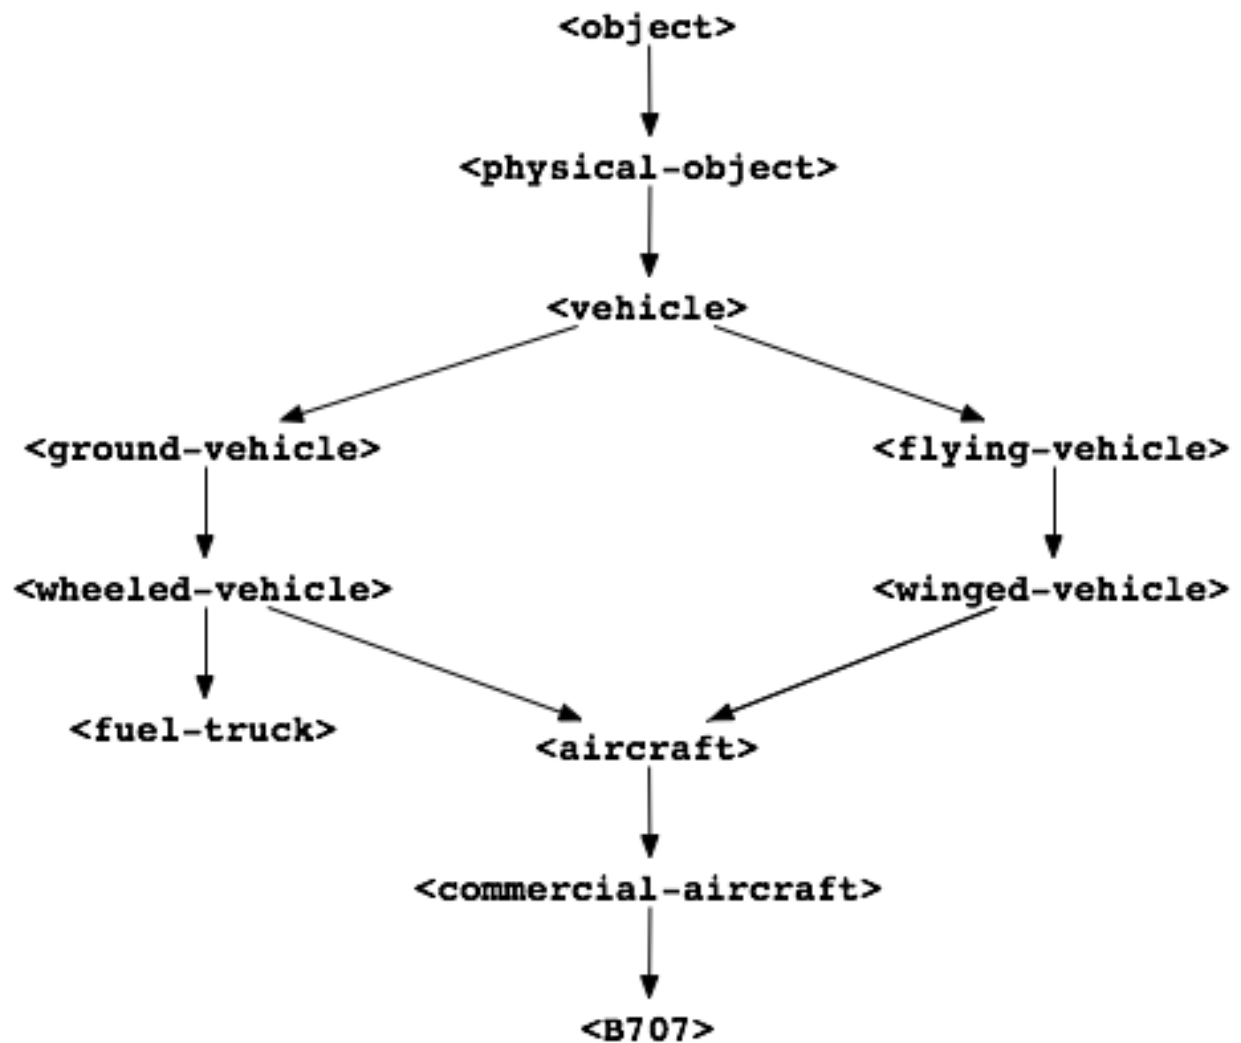 <object>
<physical-object>
<vehicle>
<ground-vehicle>
<flying-vehicle>
<wheeled-vehicle>
<winged-vehicle>
<fuel-truck>
<aircraft>
<commercial-aircraft>
<B707>